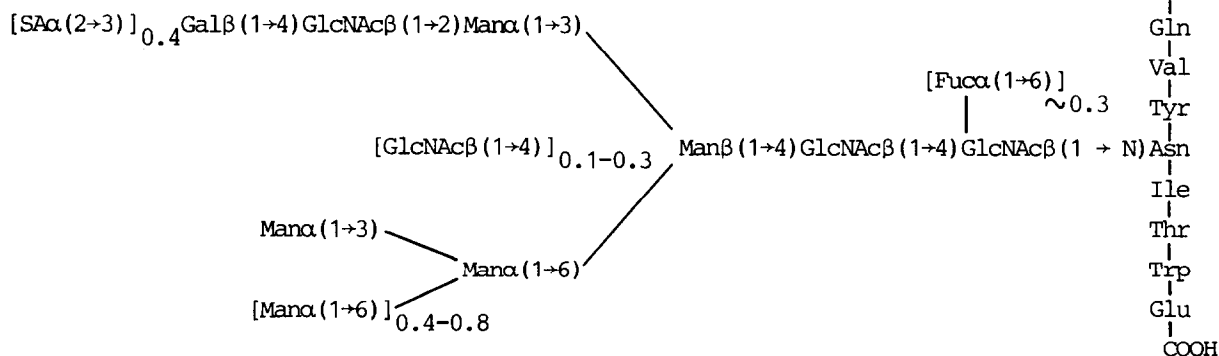 [SAα(2→3)]0.4Galβ(1→4)GlcNAcβ(1→2)Manα(1→3)
Gln
Val
[Fucα(1→6)]~0.3
Tyr
[GlcNAcβ(1→4)]0.1-0.3 Manβ(1→4)GlcNAcβ(1→4)GlcNAcβ(1 → N)Asn
Ile
Manα(1→3)
Thr
Manα(1→6)
Trp
[Manα(1→6)]0.4-0.8
Glu
COOH